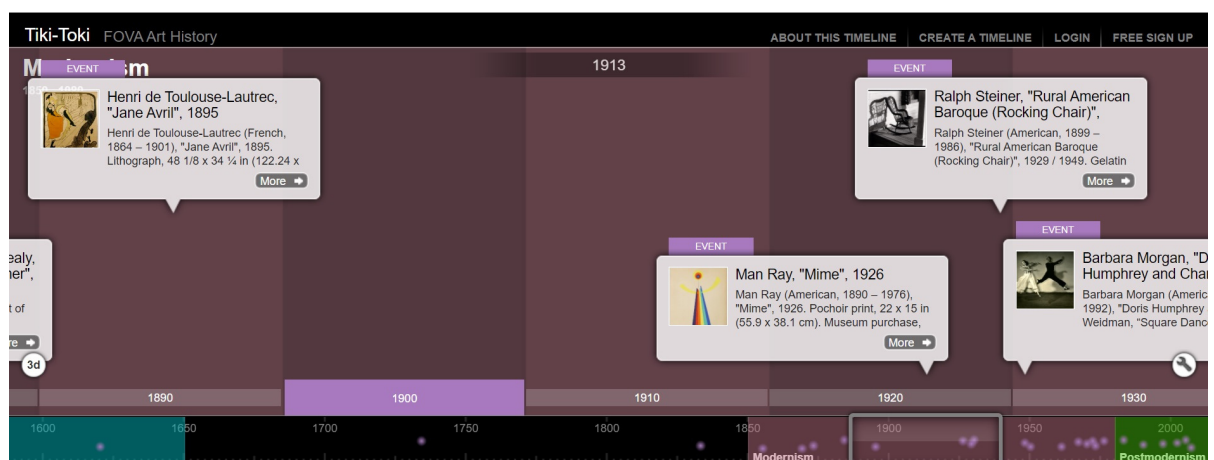 Tiki-Toki FOVA Art History
ABOUT THIS TIMELINE CREATE A TIMELINE LOGIN FREE SIGN UP
1913
EVENT
Henri de Toulouse-Lautrec,
"Jane Avril", 1895
Henri de Toulouse-Lautrec (French,
1864 – 1901), "Jane Avril", 1895.
Lithograph, 48 1/8 x 34 ¼ in (122.24 x
More
EVENT
Ralph Steiner, "Rural American
Baroque (Rocking Chair)",
Ralph Steiner (American, 1899 –
1986), "Rural American Baroque
(Rocking Chair)", 1929 / 1949. Gelatin
More
ealy,
ner",
t of
re
3d
EVENT
Man Ray, "Mime", 1926
Man Ray (American, 1890 – 1976),
"Mime", 1926. Pochoir print, 22 x 15 in
(55.9 x 38.1 cm). Museum purchase,
More
EVENT
Barbara Morgan, "D
Humphrey and Char
Barbara Morgan (Americ
1992), "Doris Humphrey
Weidman, "Square Danc
1890 1900 1910 1920 1930
1600 1650 1700 1750 1800 1850 1900 1950 2000
Modernism Postmodernism